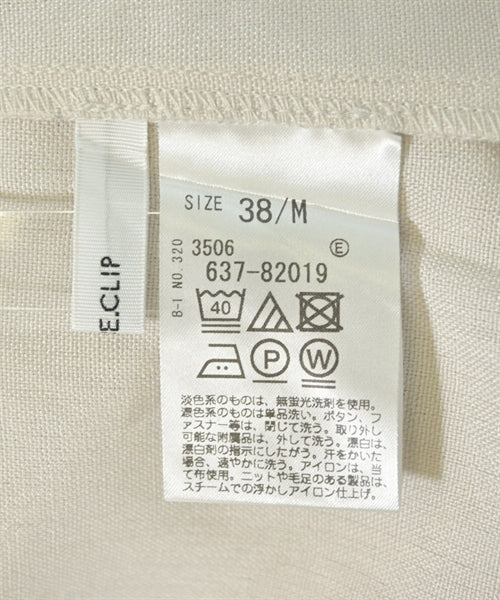 E.CLIP
SIZE 38/M
B-I NO.320
3506 E
637-82019
40
P W
淡色系のものは、無蛍光洗剤を使用。
濃色系のものは単品洗い。ボタン、フ
ァスナー等は、閉じて洗う。取り外し
可能な附属品は、外して洗う。漂白は、
漂白剤の指示にしたがう。汗をかいた
場合、速やかに洗う。アイロンは、当
て布使用。ニットや毛足のある製品は、
スチームでの浮かしアイロン仕上げ。